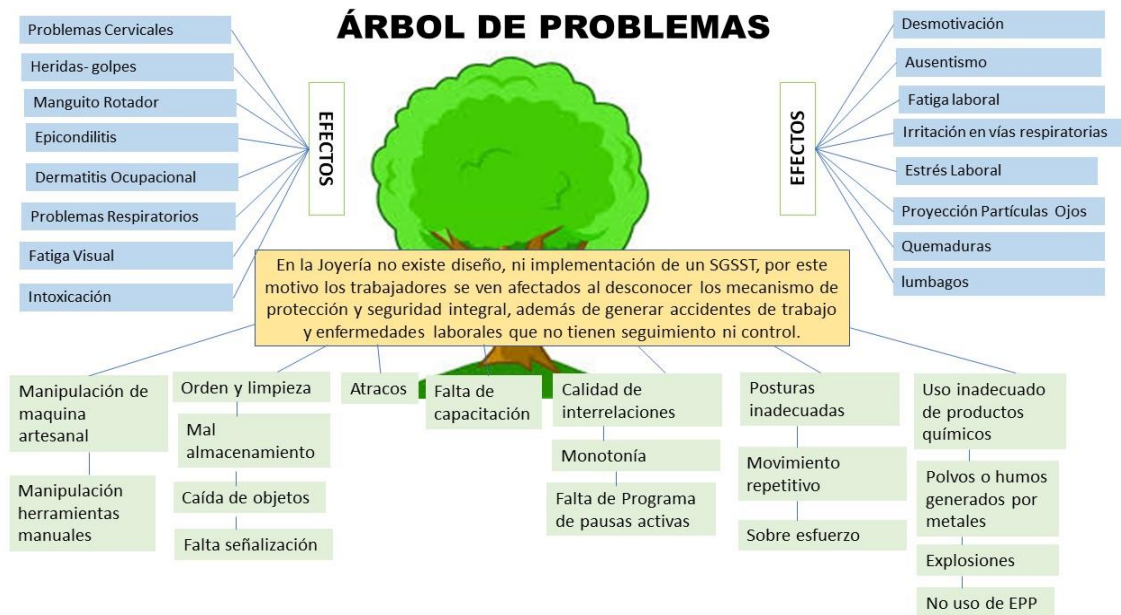 ÁRBOL DE PROBLEMAS
Problemas Cervicales
Heridas- golpes
Manguito Rotador
Epicondilitis
Dermatitis Ocupacional
Problemas Respiratorios
Fatiga Visual
Intoxicación
EFECTOS
EFECTOS
Desmotivación
Ausentismo
Fatiga laboral
Irritación en vías respiratorias
Estrés Laboral
Proyección Partículas Ojos
Quemaduras
lumbagos
En la Joyería no existe diseño, ni implementación de un SGSST, por este
motivo los trabajadores se ven afectados al desconocer los mecanismo de
protección y seguridad integral, además de generar accidentes de trabajo
y enfermedades laborales que no tienen seguimiento ni control.
Manipulación de
maquina
artesanal
Manipulación
herramientas
manuales
Orden y limpieza
Mal
almacenamiento
Caída de objetos
Falta señalización
Atracos
Falta de
capacitación
Calidad de
interrelaciones
Monotonía
Falta de Programa
de pausas activas
Posturas
inadecuadas
Movimiento
repetitivo
Sobre esfuerzo
Uso inadecuado
de productos
químicos
Polvos o humos
generados por
metales
Explosiones
No uso de EPP